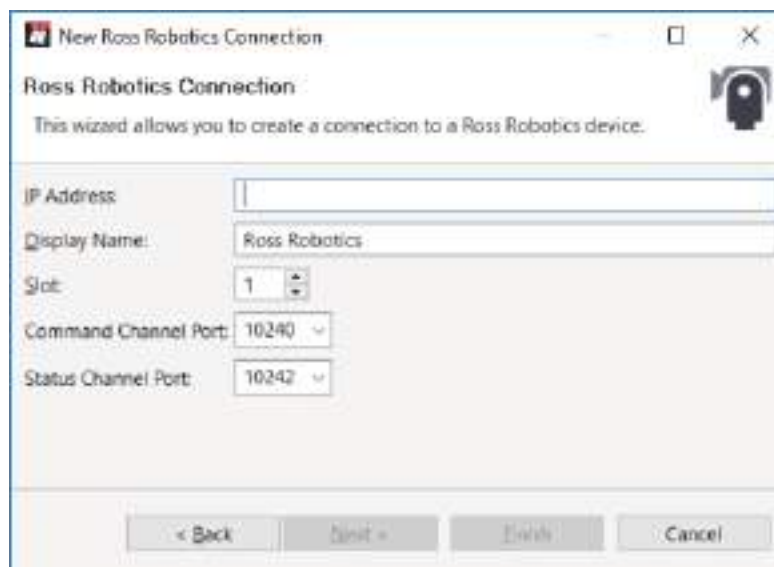 New Ross Robotics Connection
Ross Robotics Connection
This wizard allows you to create a connection to a Ross Robotics device.
IP Address
Display Name: Ross Robotics
Slot: 1
Command Channel Port: 10240
Status Channel Port: 10242
< Back Next > Finish Cancel